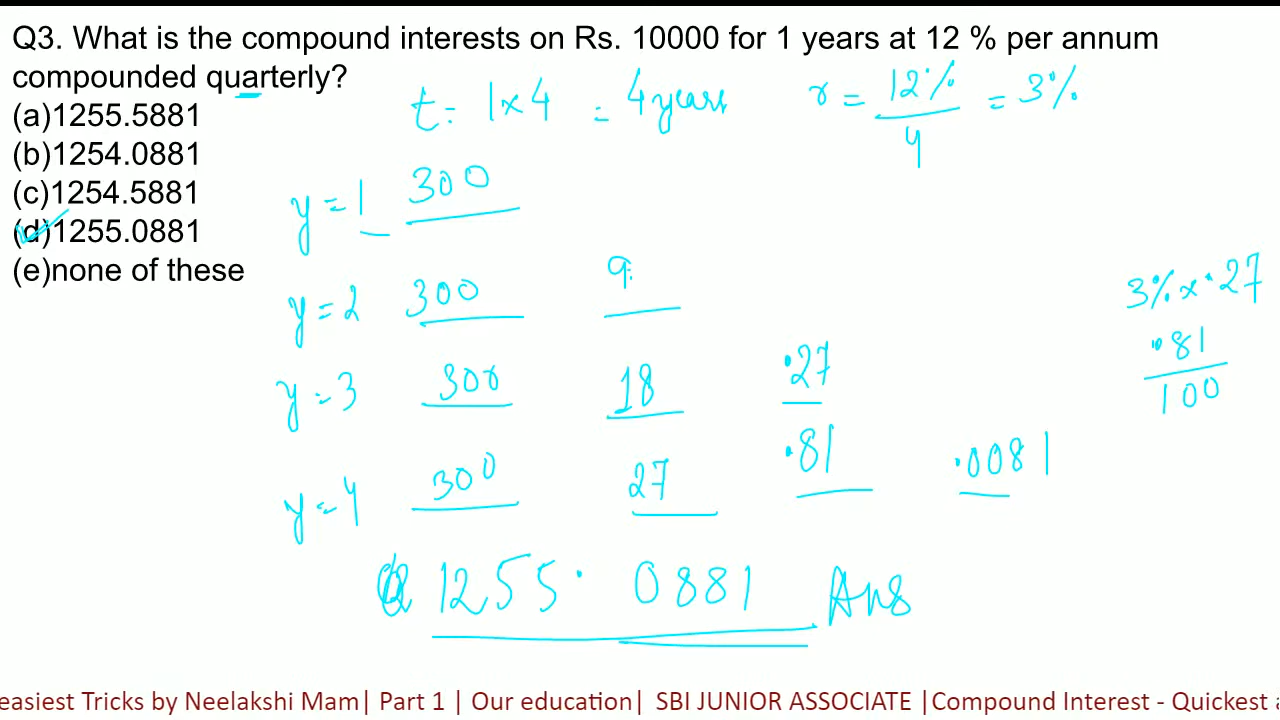 Q3. What is the compound interests on Rs. 10000 for 1 years at 12 % per annum
compounded quarterly?
(a)1255.5881
(b)1254.0881
(c)1254.5881
(d)1255.0881
(e)none of these
t = 1×4 = 4years
r = 12% / 4 = 3%
y=1 300
y=2 300 9
y=3 300 18 .27
y=4 300 27 .81 .0081
3% × .27
.81
100
1255.0881 Ans
easiest Tricks by Neelakshi Mam| Part 1 | Our education| SBI JUNIOR ASSOCIATE |Compound Interest - Quickest a